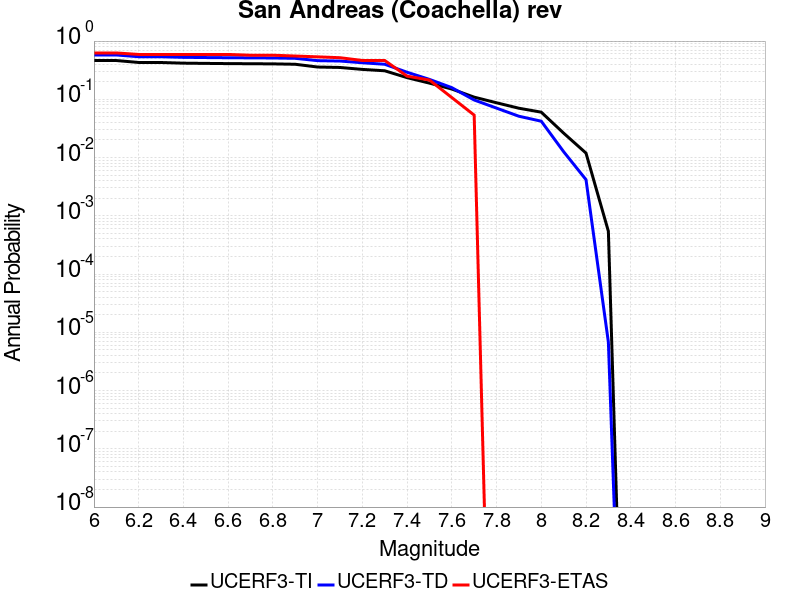 San Andreas (Coachella) rev
10^0
10^-1
10^-2
10^-3
10^-4
10^-5
10^-6
10^-7
10^-8
Annual Probability
6 6.2 6.4 6.6 6.8 7 7.2 7.4 7.6 7.8 8 8.2 8.4 8.6 8.8 9
Magnitude
UCERF3-TI UCERF3-TD UCERF3-ETAS